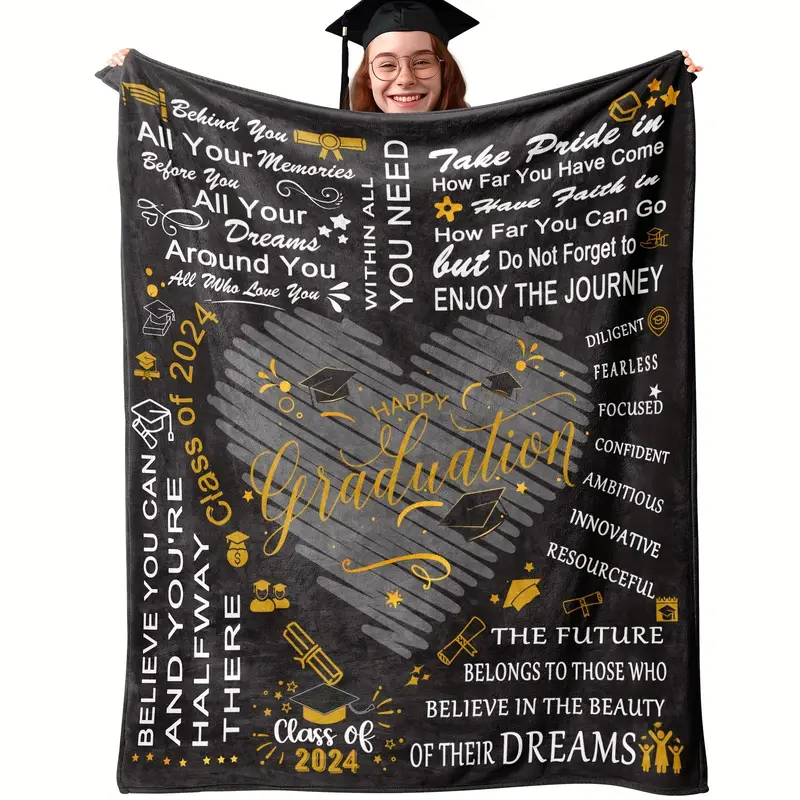 Behind You
All Your Memories
Before You
All Your
Dreams
Around You
All Who Love You
WITHIN ALL
YOU NEED
Take Pride in
How Far You Have Come
Have Faith in
How Far You Can Go
but Do Not Forget to
ENJOY THE JOURNEY
Class of 2024
HAPPY
Graduation
DILIGENT
FEARLESS
FOCUSED
CONFIDENT
AMBITIOUS
INNOVATIVE
RESOURCEFUL
BELIEVE YOU CAN
AND YOU'RE
HALFWAY
THERE
$
Class of
2024
THE FUTURE
BELONGS TO THOSE WHO
BELIEVE IN THE BEAUTY
OF THEIR DREAMS